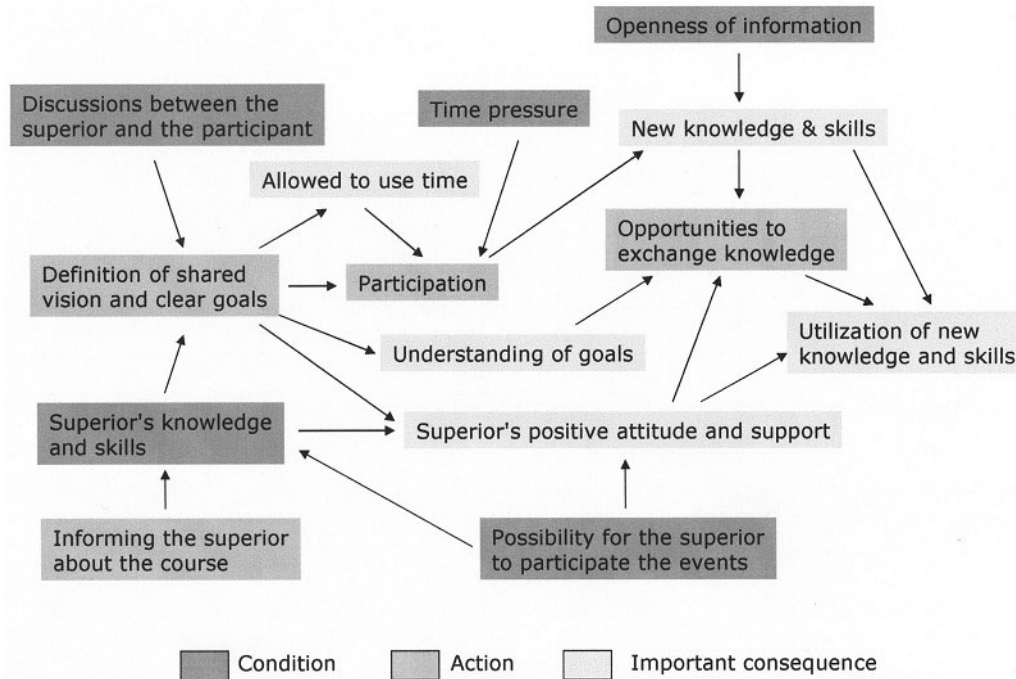 Openness of information
Discussions between the
superior and the participant
Time pressure
New knowledge & skills
Allowed to use time
Opportunities to
exchange knowledge
Definition of shared
vision and clear goals
Participation
Utilization of new
knowledge and skills
Understanding of goals
Superior's knowledge
and skills
Superior's positive attitude and support
Informing the superior
about the course
Possibility for the superior
to participate the events
Condition
Action
Important consequence